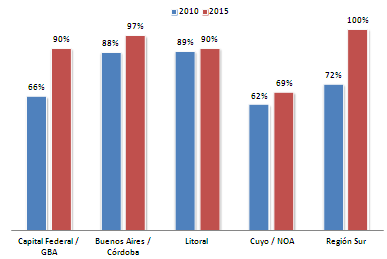 2010 2015
66% 90% 88% 97% 89% 90% 62% 69% 72% 100%
Capital Federal / GBA
Buenos Aires / Córdoba
Litoral
Cuyo / NOA
Región Sur